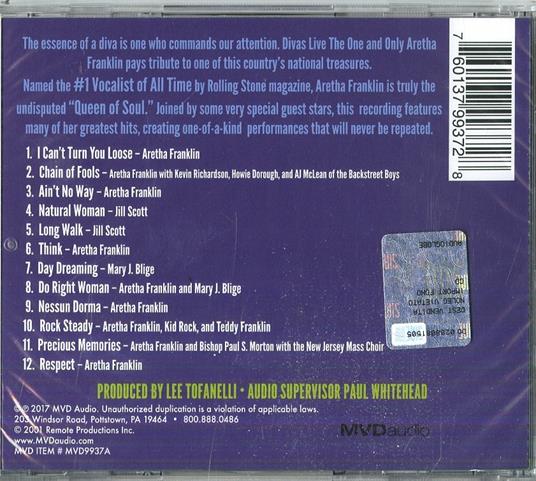 The essence of a diva is one who commands our attention. Divas Live The One and Only Aretha
Franklin pays tribute to one of this country's national treasures.
Named the #1 Vocalist of All Time by Rolling Stone magazine, Aretha Franklin is truly the
undisputed "Queen of Soul." Joined by some very special guest stars, this recording features
many of her greatest hits, creating one-of-a-kind performances that will never be repeated.
1. I Can't Turn You Loose – Aretha Franklin
2. Chain of Fools – Aretha Franklin with Kevin Richardson, Howie Dorough, and AJ McLean of the Backstreet Boys
3. Ain't No Way – Aretha Franklin
4. Natural Woman – Jill Scott
5. Long Walk – Jill Scott
6. Think – Aretha Franklin
7. Day Dreaming – Mary J. Blige
8. Do Right Woman – Aretha Franklin and Mary J. Blige
9. Nessun Dorma – Aretha Franklin
10. Rock Steady – Aretha Franklin, Kid Rock, and Teddy Franklin
11. Precious Memories – Aretha Franklin and Bishop Paul S. Morton with the New Jersey Mass Choir
12. Respect – Aretha Franklin
PRODUCED BY LEE TOFANELLI • AUDIO SUPERVISOR PAUL WHITEHEAD
© ℗ 2017 MVD Audio. Unauthorized duplication is a violation of applicable laws.
203 Windsor Road, Pottstown, PA 19464 • 800.888.0486
© 2001 Remote Productions Inc.
www.MVDaudio.com
MVD ITEM # MVD9937A
MVDaudio
7 60137 99372 8
AUDIOGLOBE
CD
IMPORT FONO
NOLEG VIETATO
DEST VENDITA
DO 0288081505